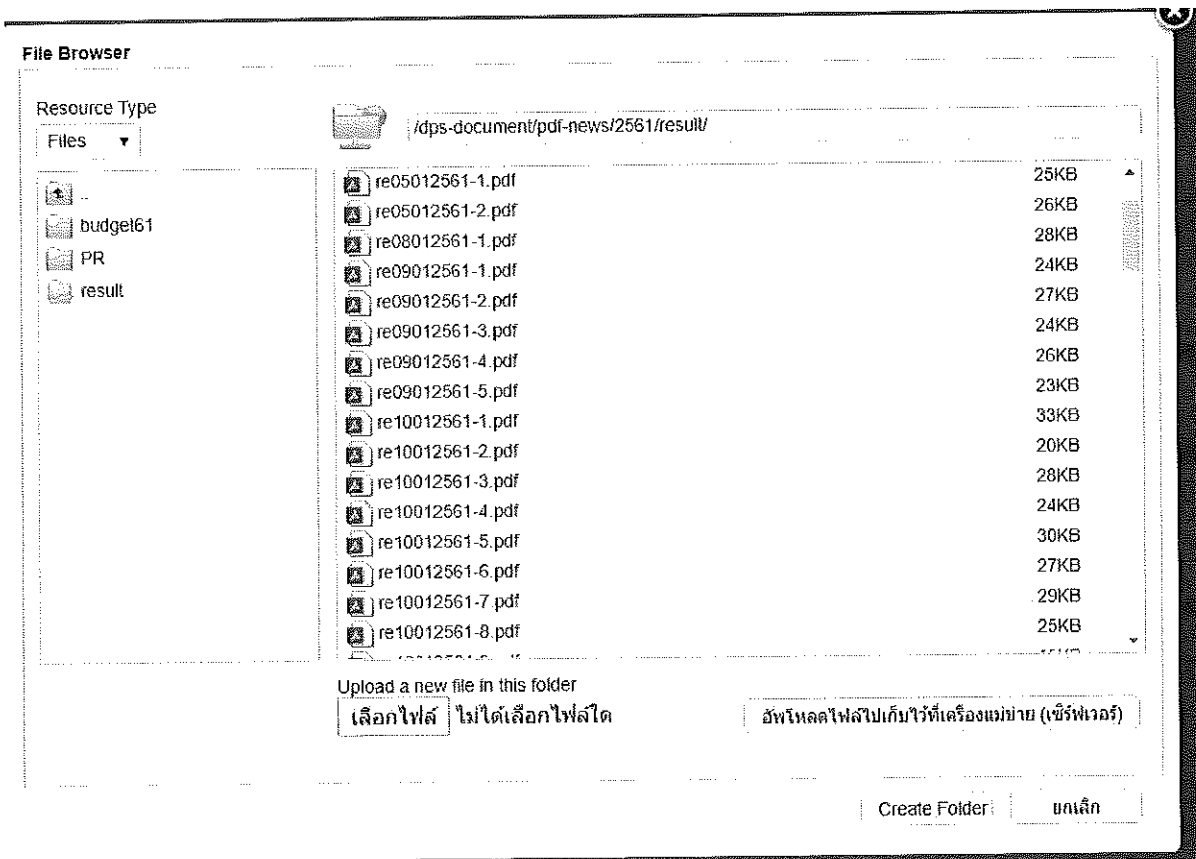 File Browser
Resource Type
Files
/dps-document/pdf-news/2561/result/
..
budget61
PR
result
re05012561-1.pdf 25KB
re05012561-2.pdf 26KB
re08012561-1.pdf 28KB
re09012561-1.pdf 24KB
re09012561-2.pdf 27KB
re09012561-3.pdf 24KB
re09012561-4.pdf 26KB
re09012561-5.pdf 23KB
re10012561-1.pdf 33KB
re10012561-2.pdf 20KB
re10012561-3.pdf 28KB
re10012561-4.pdf 24KB
re10012561-5.pdf 30KB
re10012561-6.pdf 27KB
re10012561-7.pdf 29KB
re10012561-8.pdf 25KB
Upload a new file in this folder
เลือกไฟล์ ไม่ได้เลือกไฟล์ใด อัพโหลดไฟล์ไปเก็บไว้ที่เครื่องแม่ข่าย (เซิร์ฟเวอร์)
Create Folder ยกเลิก